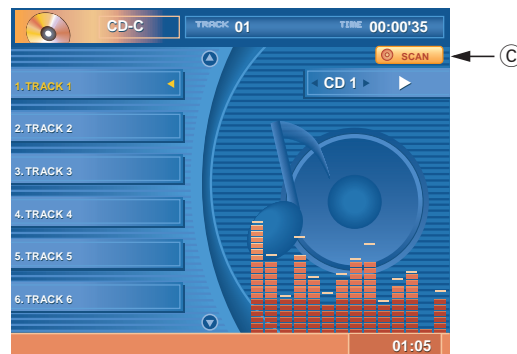 CD-C TRACK 01 TIME 00:00'35
SCAN
Ⓒ
CD 1
1. TRACK 1
2. TRACK 2
3. TRACK 3
4. TRACK 4
5. TRACK 5
6. TRACK 6
01:05